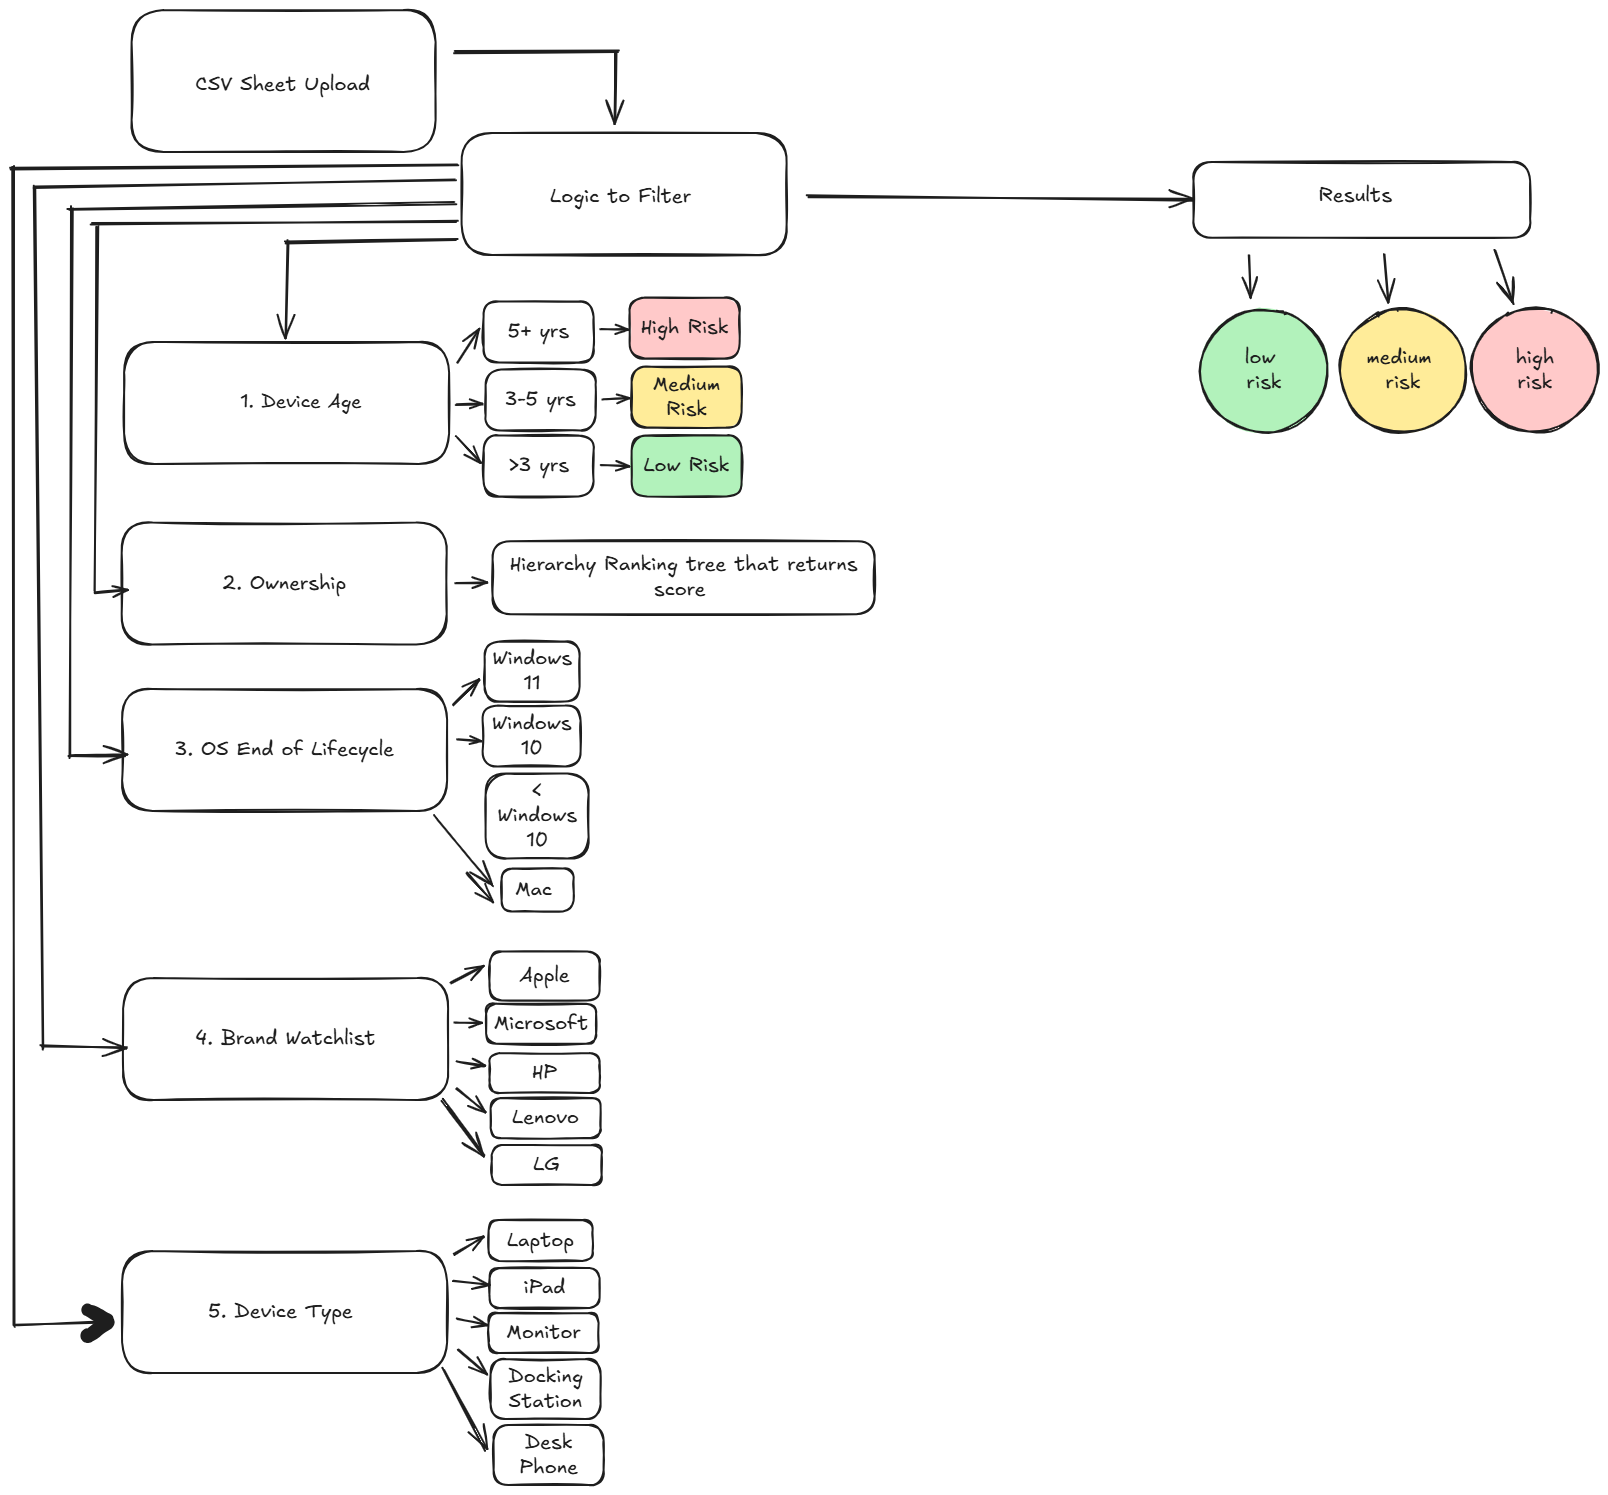 CSV Sheet Upload
Logic to Filter
Results
low
risk
medium
risk
high
risk
1. Device Age
5+ yrs
High Risk
3-5 yrs
Medium
Risk
>3 yrs
Low Risk
2. Ownership
Hierarchy Ranking tree that returns
score
3. OS End of Lifecycle
Windows
11
Windows
10
<
Windows
10
Mac
4. Brand Watchlist
Apple
Microsoft
HP
Lenovo
LG
5. Device Type
Laptop
iPad
Monitor
Docking
Station
Desk
Phone